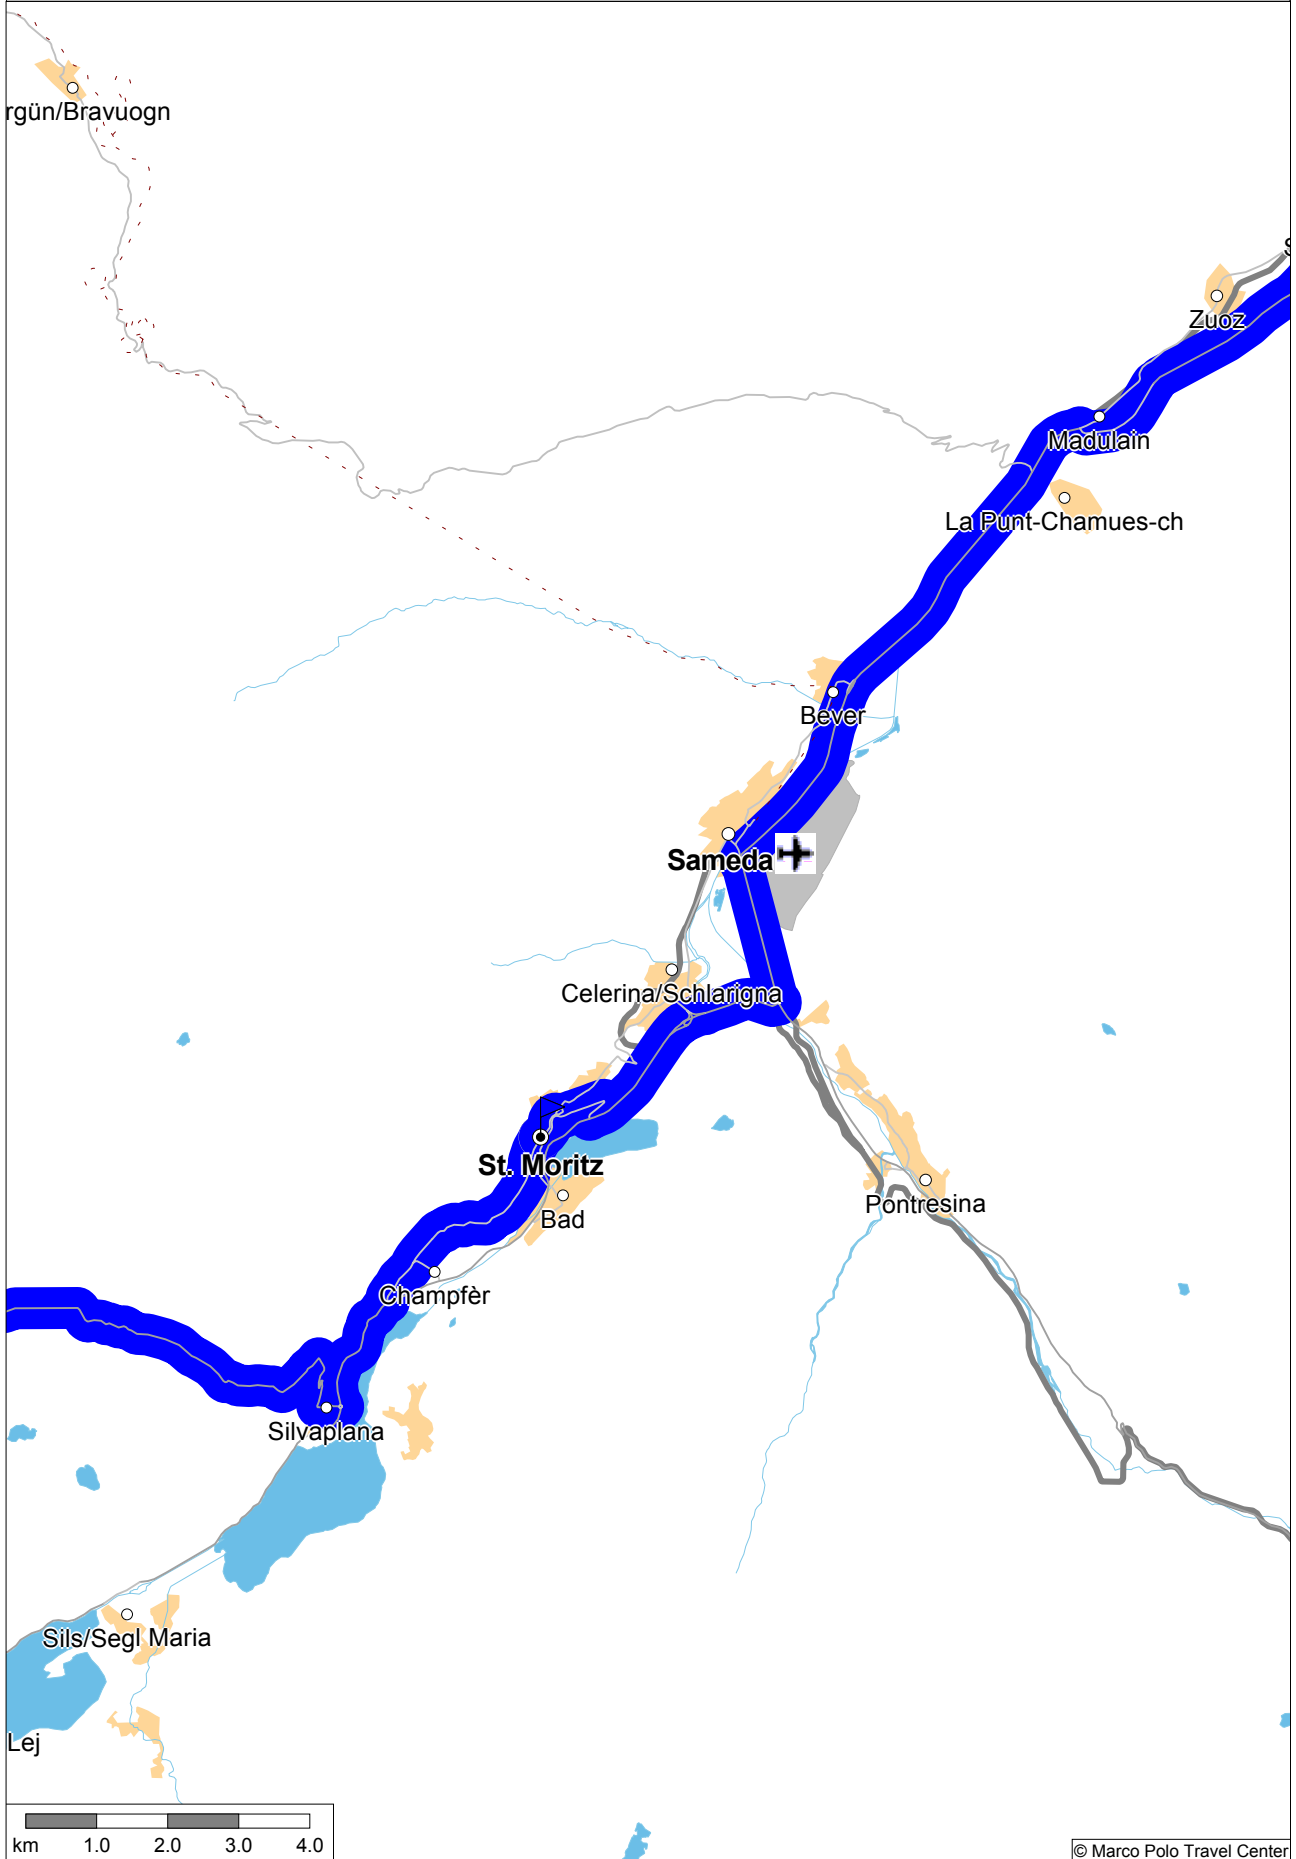 rgün/Bravuogn
Zuoz
Madulain
La Punt-Chamues-ch
Bever
Sameda
Celerina/Schlarigna
St. Moritz
Pontresina
Bad
Champfèr
Silvaplana
Sils/Segl Maria
Lej
km 1.0 2.0 3.0 4.0
© Marco Polo Travel Center